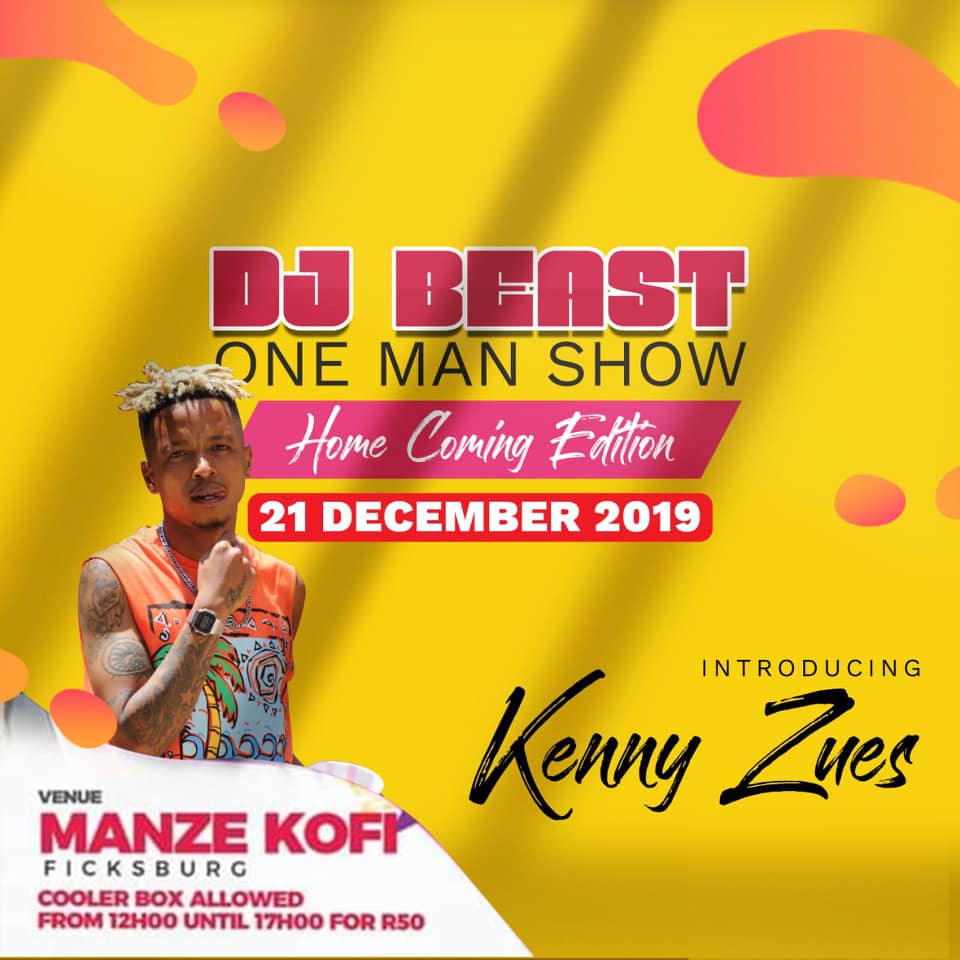 DJ BEAST
ONE MAN SHOW
Home Coming Edition
21 DECEMBER 2019
INTRODUCING
Kenny Zues
VENUE
MANZE KOFI
FICKSBURG
COOLER BOX ALLOWED
FROM 12H00 UNTIL 17H00 FOR R50